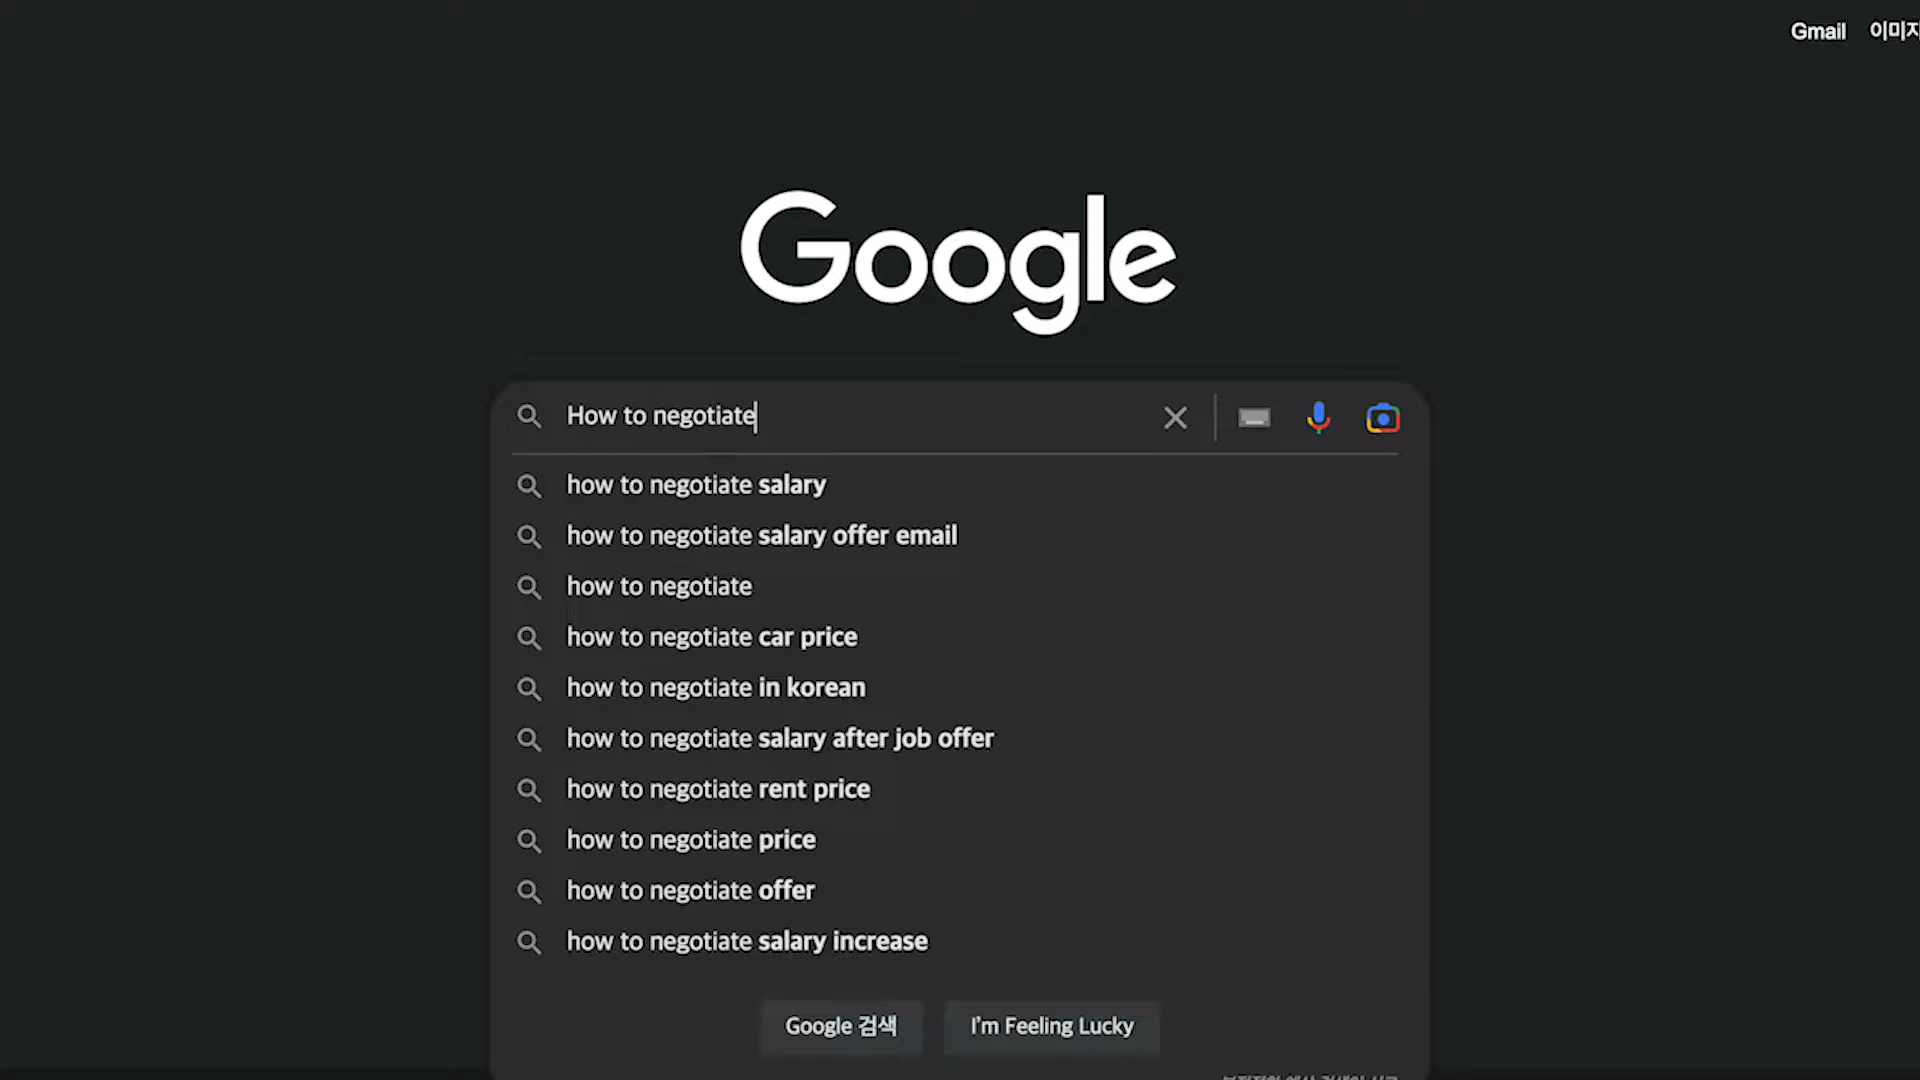 Gmail 이미지
Google
How to negotiate
how to negotiate salary
how to negotiate salary offer email
how to negotiate
how to negotiate car price
how to negotiate in korean
how to negotiate salary after job offer
how to negotiate rent price
how to negotiate price
how to negotiate offer
how to negotiate salary increase
Google 검색 I'm Feeling Lucky